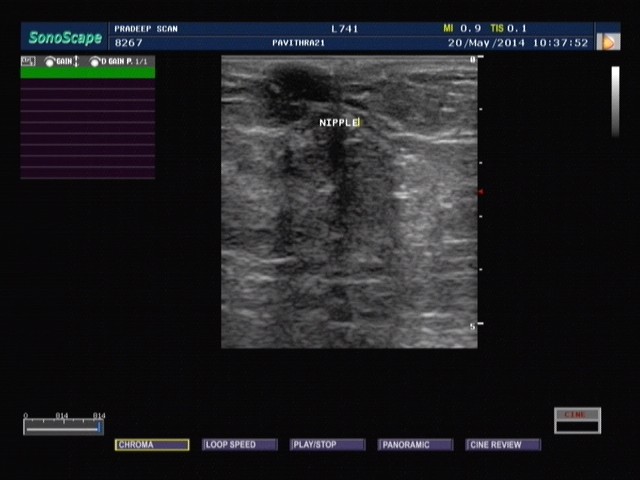 SonoScape
PRADEEP SCAN
L741
MI 0.9 TIS 0.1
8267
PAVITHRA21
20/May/2014 10:37:52
GAIN
D GAIN P. 1/1
0
NIPPLE
5
0 814 814
CINE
CHROMA
LOOP SPEED
PLAY/STOP
PANORAMIC
CINE REVIEW